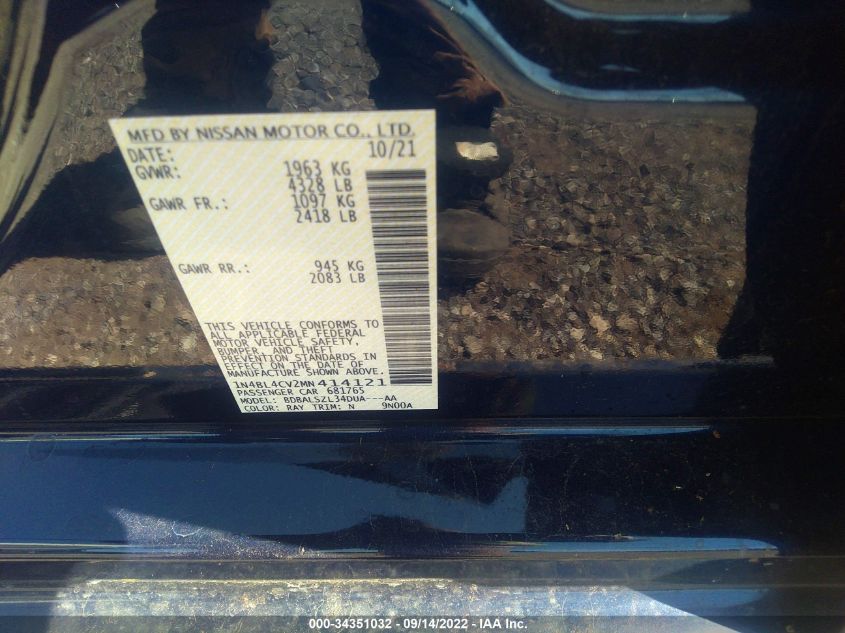 MFD BY NISSAN MOTOR CO., LTD.
DATE: 10/21
GVWR: 1963 KG
4328 LB
GAWR FR.: 1097 KG
2418 LB
GAWR RR.: 945 KG
2083 LB
THIS VEHICLE CONFORMS TO
ALL APPLICABLE FEDERAL
MOTOR VEHICLE SAFETY,
BUMPER, AND THEFT
PREVENTION STANDARDS IN
EFFECT ON THE DATE OF
MANUFACTURE SHOWN ABOVE.
1N4BL4CV2MN414121
PASSENGER CAR 681765
MODEL: BDBALSZL34DUA---AA
COLOR: RAY TRIM: N 9N00A
000-34351032 - 09/14/2022 - IAA Inc.